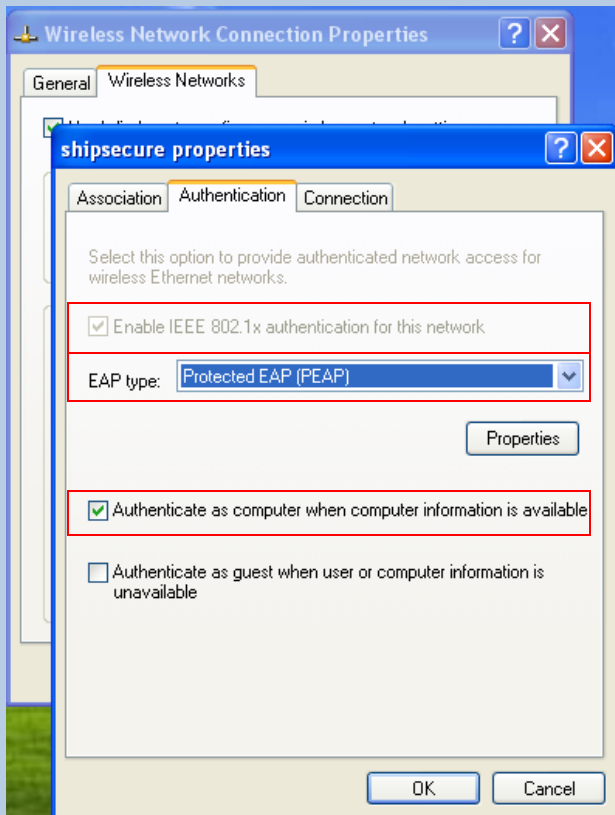 Wireless Network Connection Properties
General
Wireless Networks
shipsecure properties
Association
Authentication
Connection
Select this option to provide authenticated network access for
wireless Ethernet networks.
Enable IEEE 802.1x authentication for this network
EAP type:
Protected EAP (PEAP)
Properties
Authenticate as computer when computer information is available
Authenticate as guest when user or computer information is
unavailable
OK
Cancel